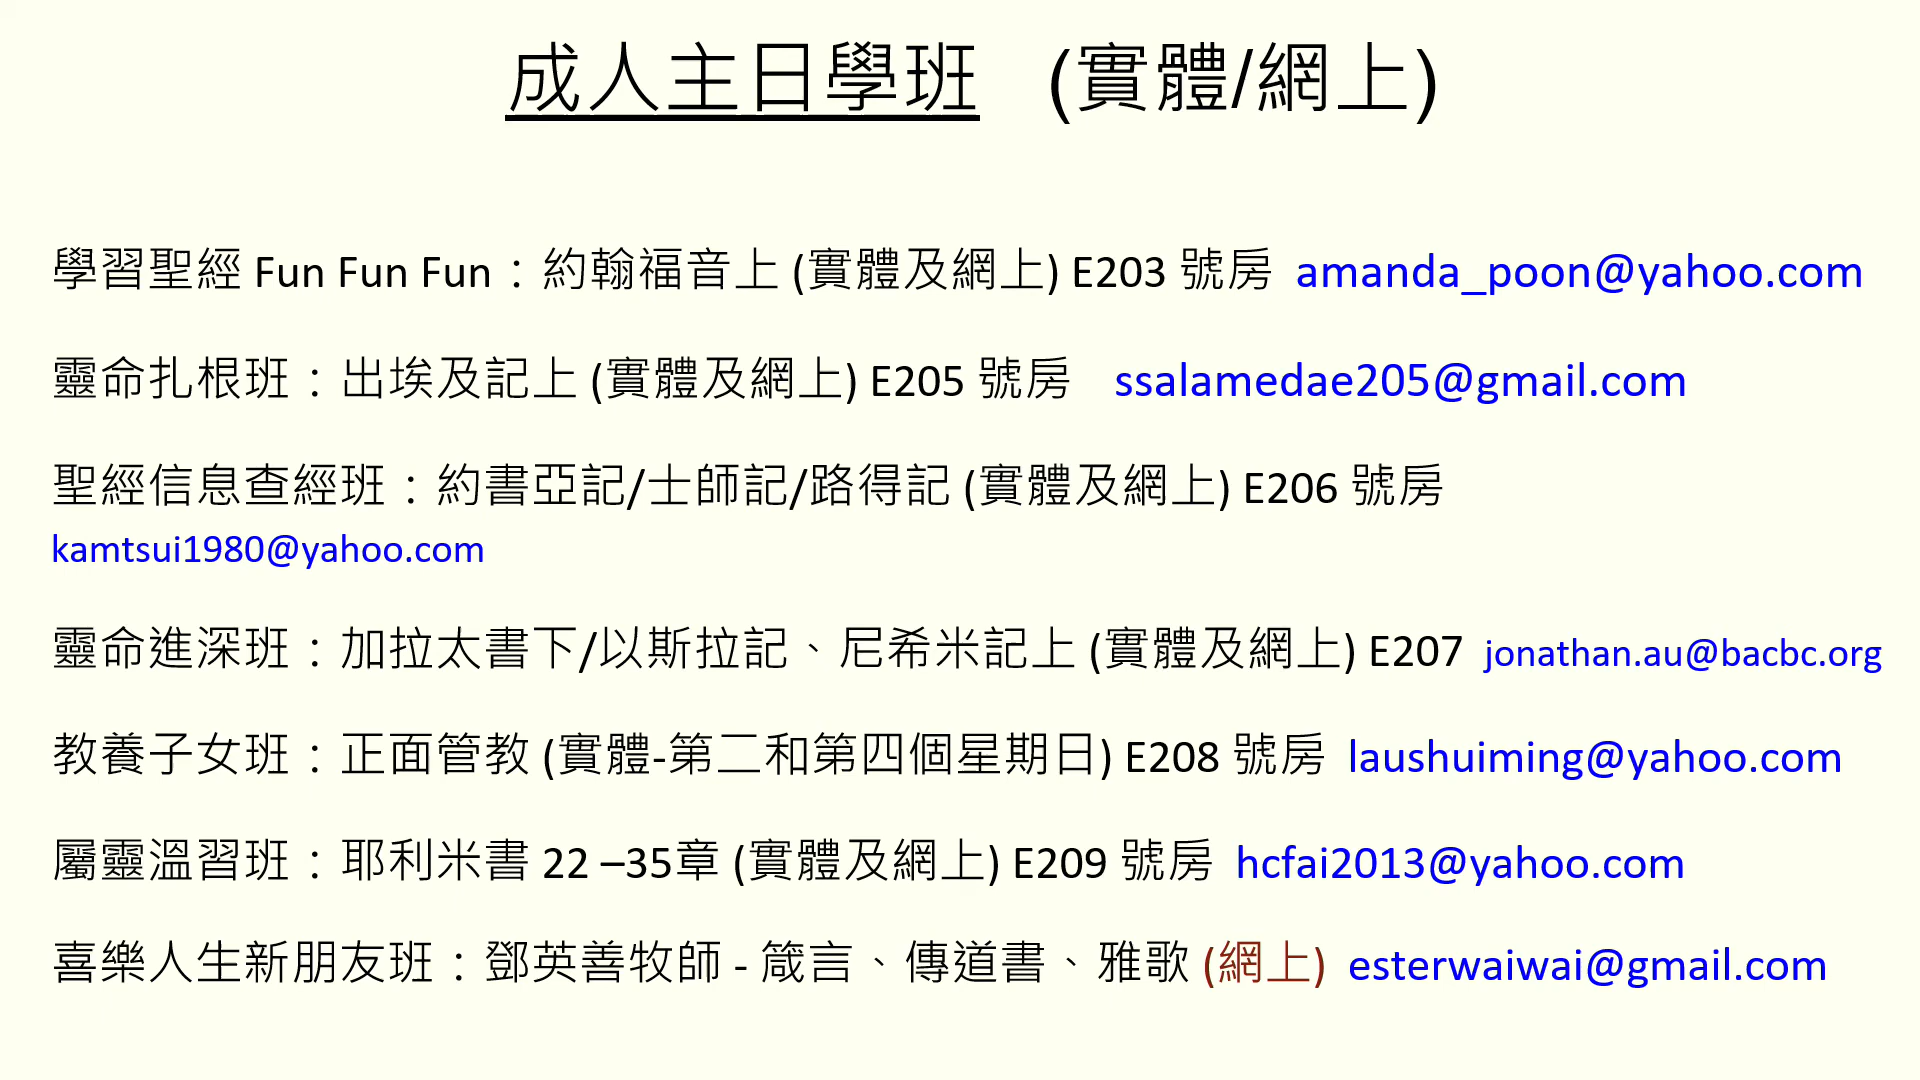 成人主日學班 (實體/網上)
學習聖經 Fun Fun Fun：約翰福音上 (實體及網上) E203 號房 amanda_poon@yahoo.com
靈命扎根班：出埃及記上 (實體及網上) E205 號房 ssalamedae205@gmail.com
聖經信息查經班：約書亞記/士師記/路得記 (實體及網上) E206 號房
kamtsui1980@yahoo.com
靈命進深班：加拉太書下/以斯拉記、尼希米記上 (實體及網上) E207 jonathan.au@bacbc.org
教養子女班：正面管教 (實體-第二和第四個星期日) E208 號房 laushuiming@yahoo.com
屬靈溫習班：耶利米書 22 –35章 (實體及網上) E209 號房 hcfai2013@yahoo.com
喜樂人生新朋友班：鄧英善牧師 - 箴言、傳道書、雅歌 (網上) esterwaiwai@gmail.com